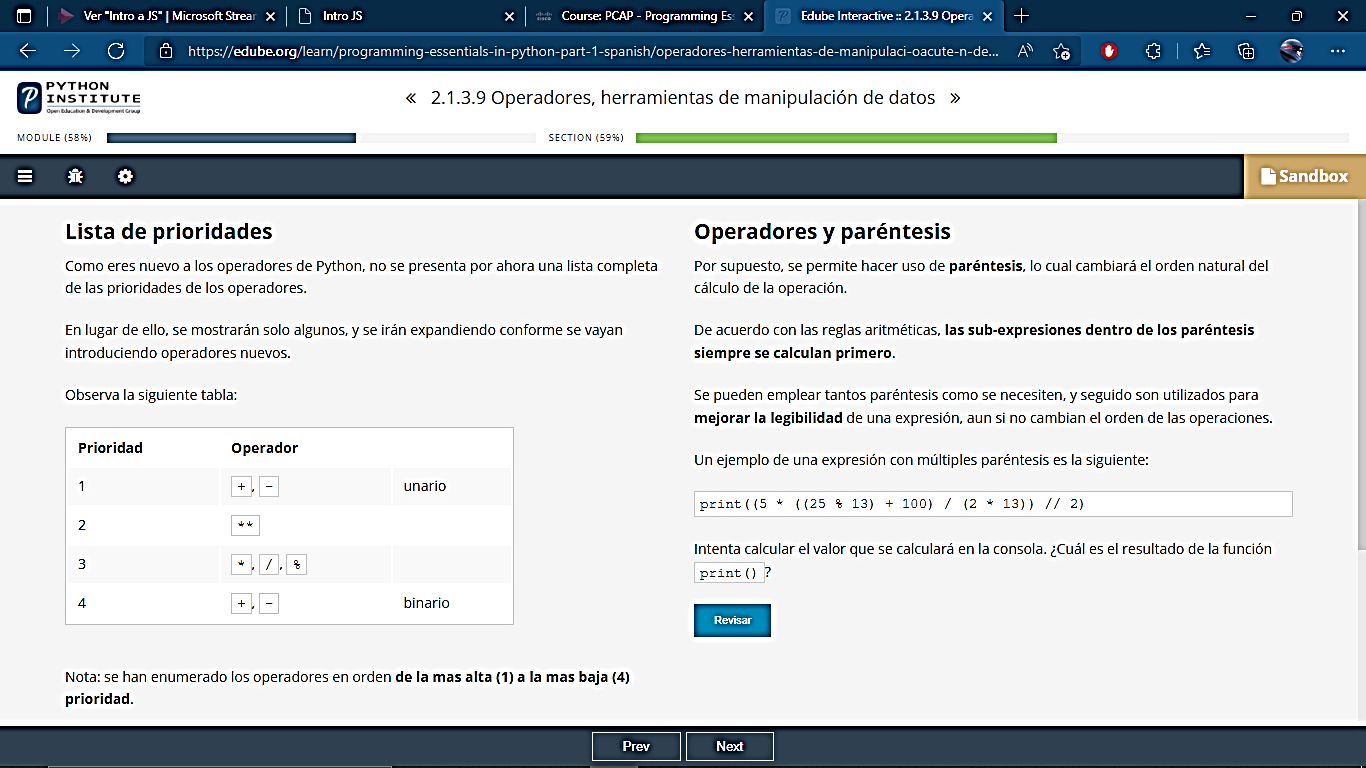 Ver "Intro a JS" | Microsoft Strear
Intro JS
Course: PCAP - Programming Es
Edube Interactive :: 2.1.3.9 Opera
https://edube.org/learn/programming-essentials-in-python-part-1-spanish/operadores-herramientas-de-manipulaci-oacute-n-de...
PYTHON
INSTITUTE
Open Education & Development Group
« 2.1.3.9 Operadores, herramientas de manipulación de datos »
MODULE (58%)
SECTION (59%)
Sandbox
Lista de prioridades
Como eres nuevo a los operadores de Python, no se presenta por ahora una lista completa
de las prioridades de los operadores.
En lugar de ello, se mostrarán solo algunos, y se irán expandiendo conforme se vayan
introduciendo operadores nuevos.
Observa la siguiente tabla:
Prioridad Operador
1 +, - unario
2 **
3 *, /, %
4 +, - binario
Nota: se han enumerado los operadores en orden de la mas alta (1) a la mas baja (4)
prioridad.
Operadores y paréntesis
Por supuesto, se permite hacer uso de paréntesis, lo cual cambiará el orden natural del
cálculo de la operación.
De acuerdo con las reglas aritméticas, las sub-expresiones dentro de los paréntesis
siempre se calculan primero.
Se pueden emplear tantos paréntesis como se necesiten, y seguido son utilizados para
mejorar la legibilidad de una expresión, aun si no cambian el orden de las operaciones.
Un ejemplo de una expresión con múltiples paréntesis es la siguiente:
print((5 * ((25 % 13) + 100) / (2 * 13)) // 2)
Intenta calcular el valor que se calculará en la consola. ¿Cuál es el resultado de la función
print()?
Revisar
Prev
Next